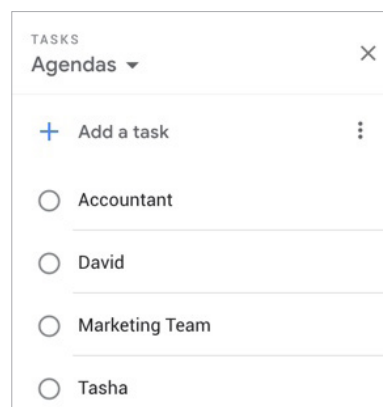 TASKS
Agendas
Add a task
Accountant
David
Marketing Team
Tasha